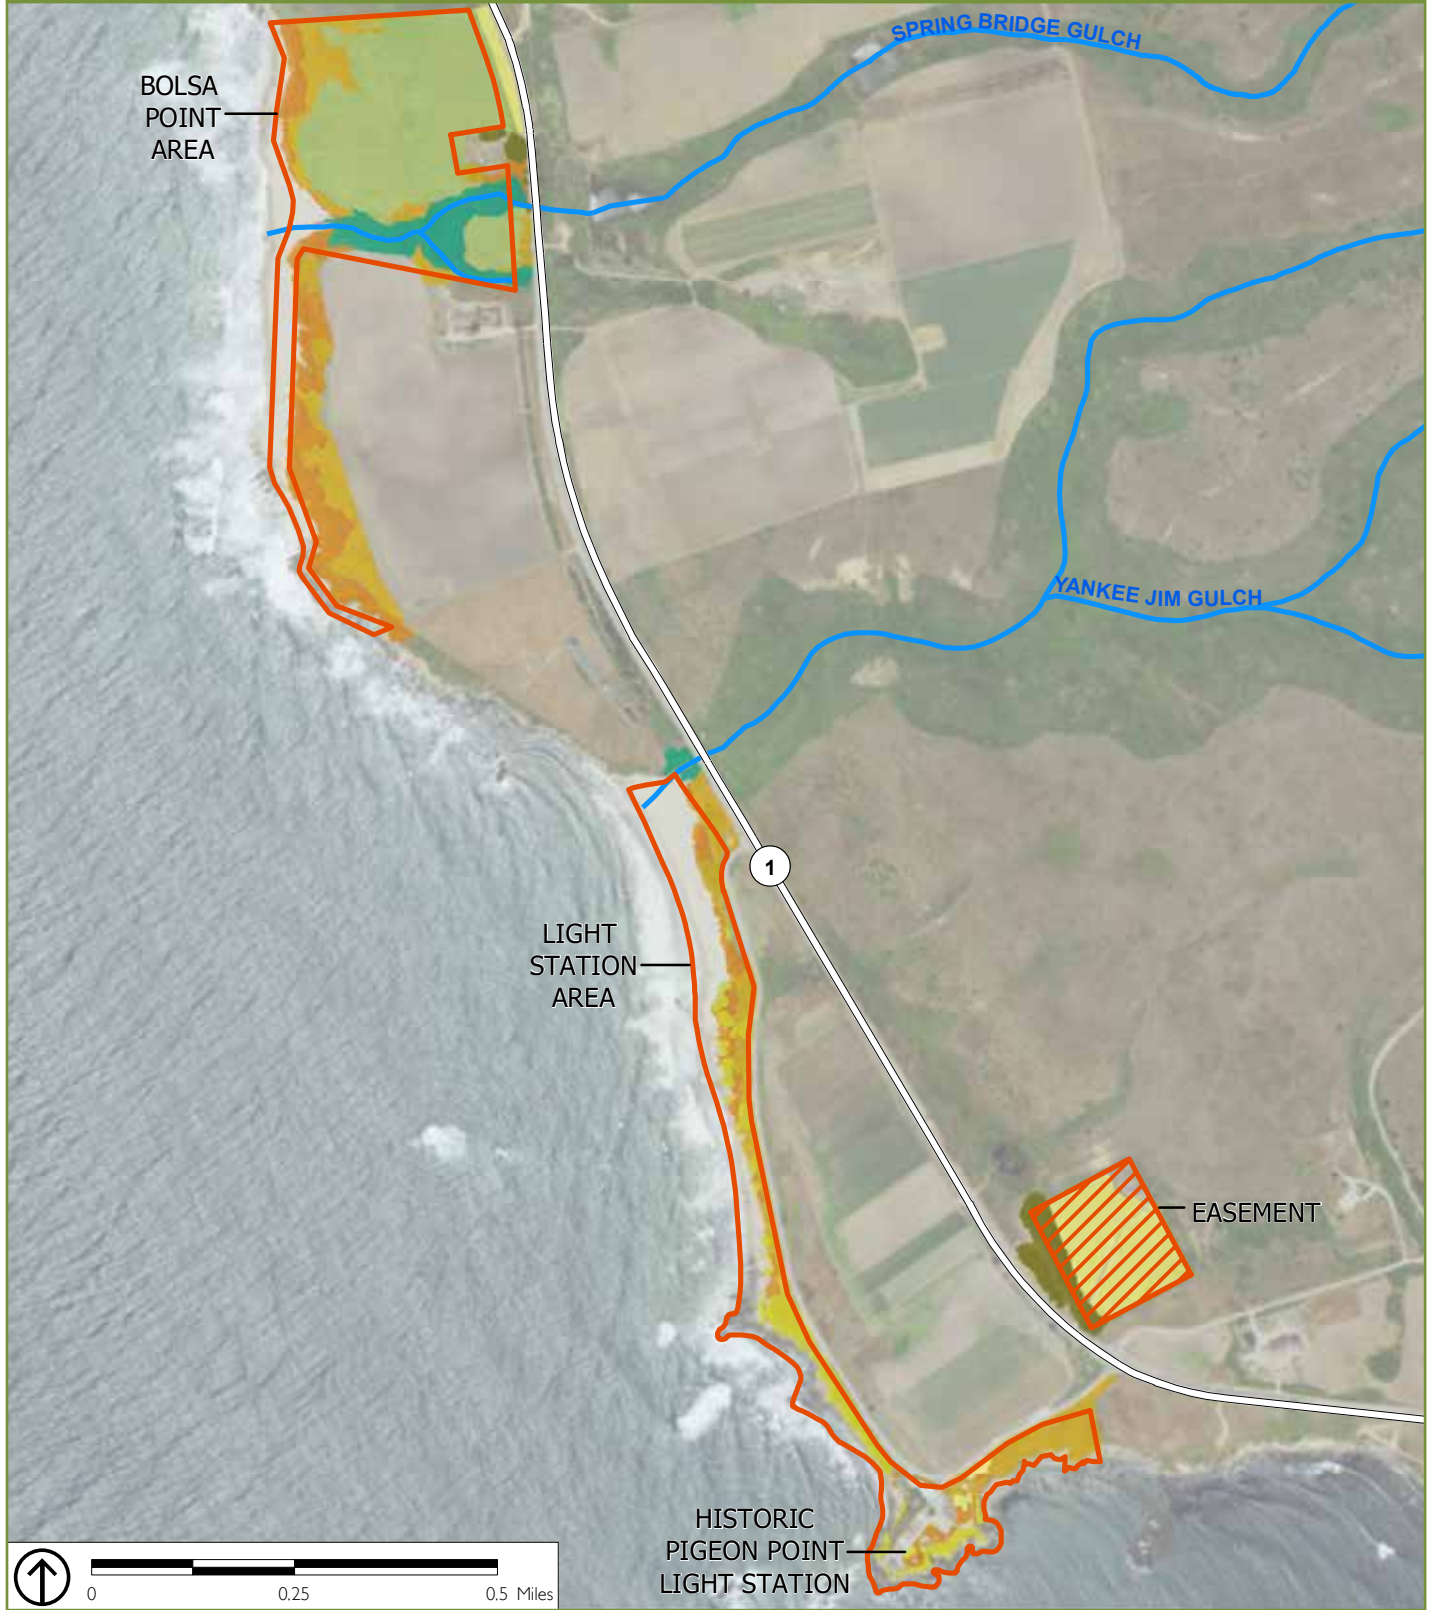 SPRING BRIDGE GULCH
BOLSA
POINT
AREA
YANKEE JIM GULCH
1
LIGHT
STATION
AREA
EASEMENT
HISTORIC
PIGEON POINT
LIGHT STATION
0 0.25 0.5 Miles